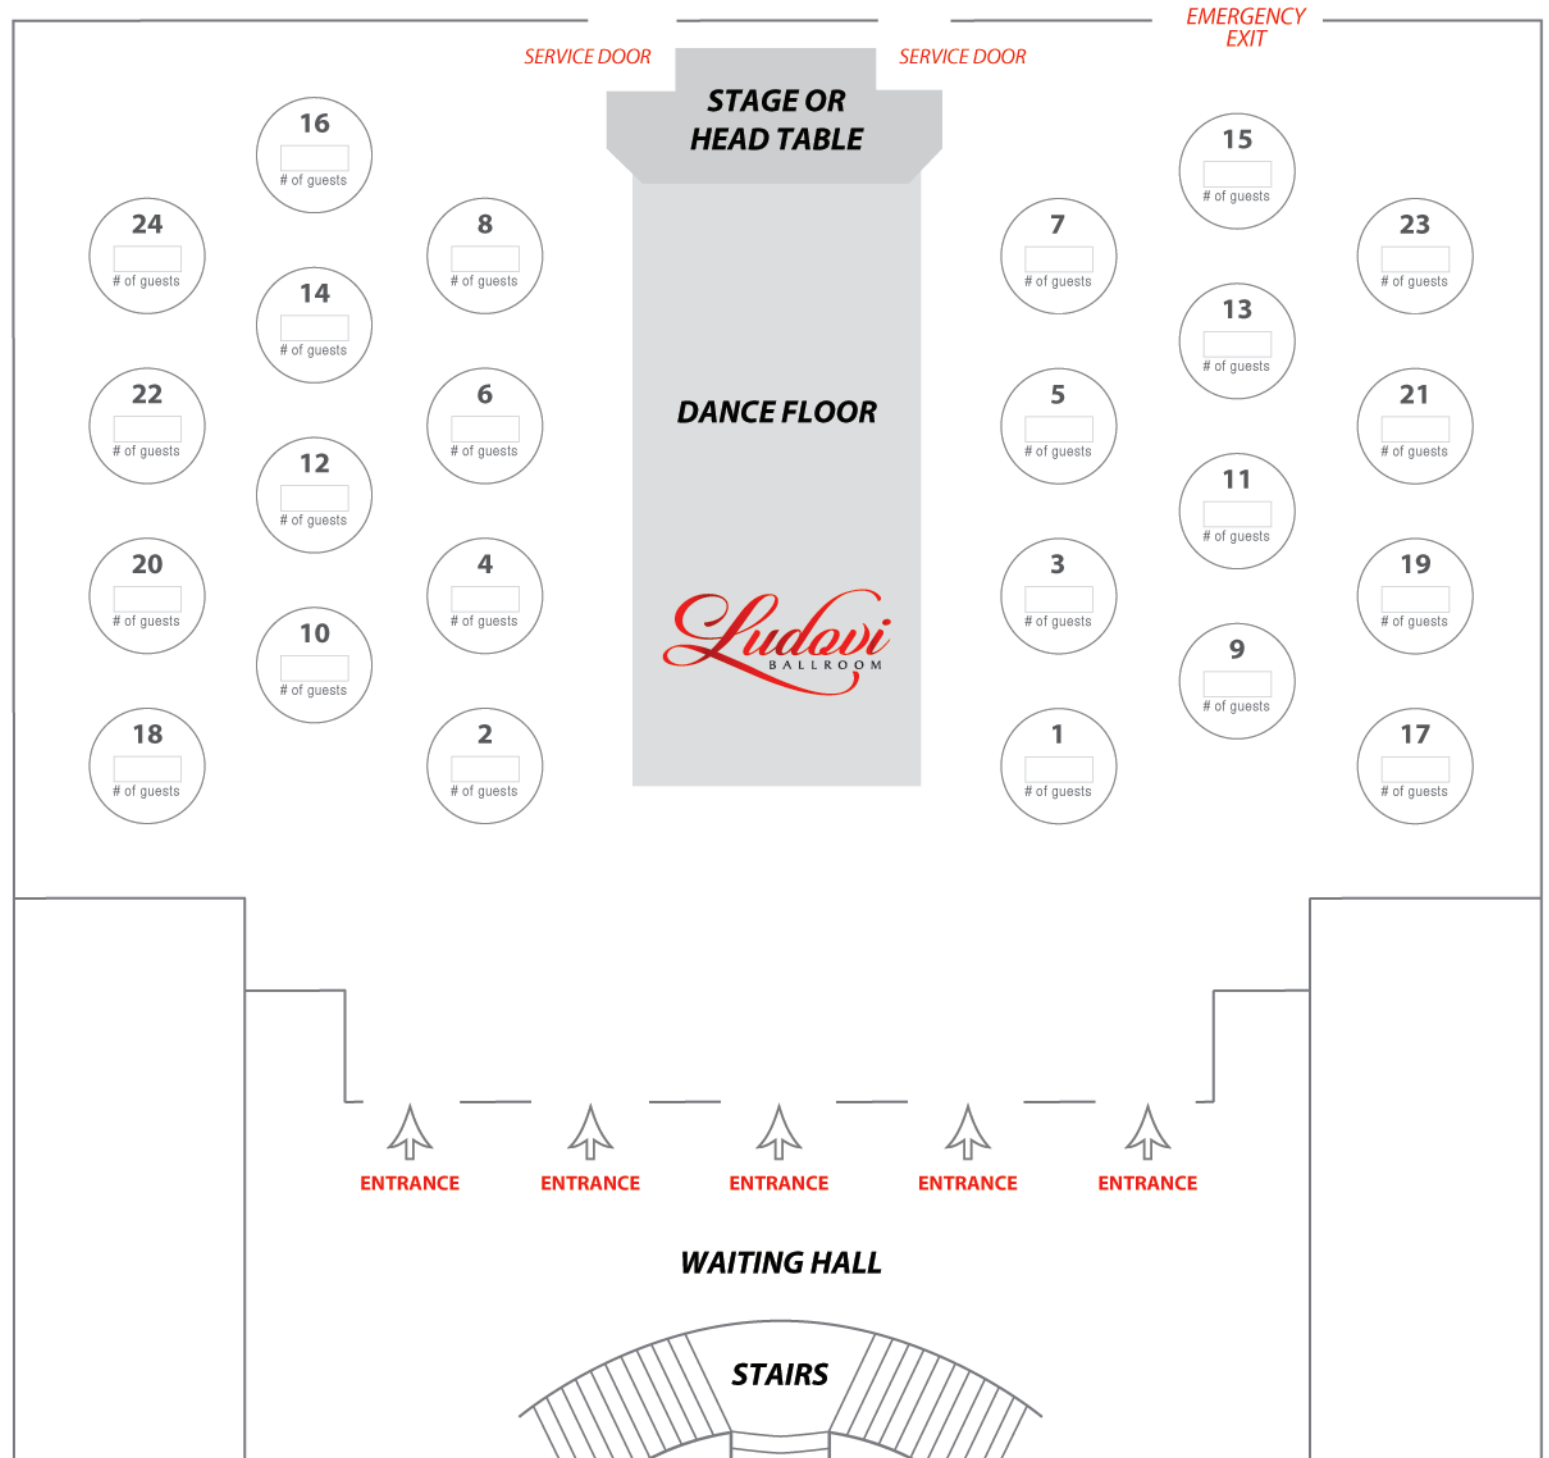 EMERGENCY
EXIT
SERVICE DOOR
SERVICE DOOR
STAGE OR
HEAD TABLE
16
# of guests
15
# of guests
24
# of guests
8
# of guests
7
# of guests
23
# of guests
14
# of guests
13
# of guests
22
# of guests
6
# of guests
DANCE FLOOR
5
# of guests
21
# of guests
12
# of guests
11
# of guests
20
# of guests
4
# of guests
3
# of guests
19
# of guests
Ludovi
BALLROOM
10
# of guests
9
# of guests
18
# of guests
2
# of guests
1
# of guests
17
# of guests
ENTRANCE
ENTRANCE
ENTRANCE
ENTRANCE
ENTRANCE
WAITING HALL
STAIRS